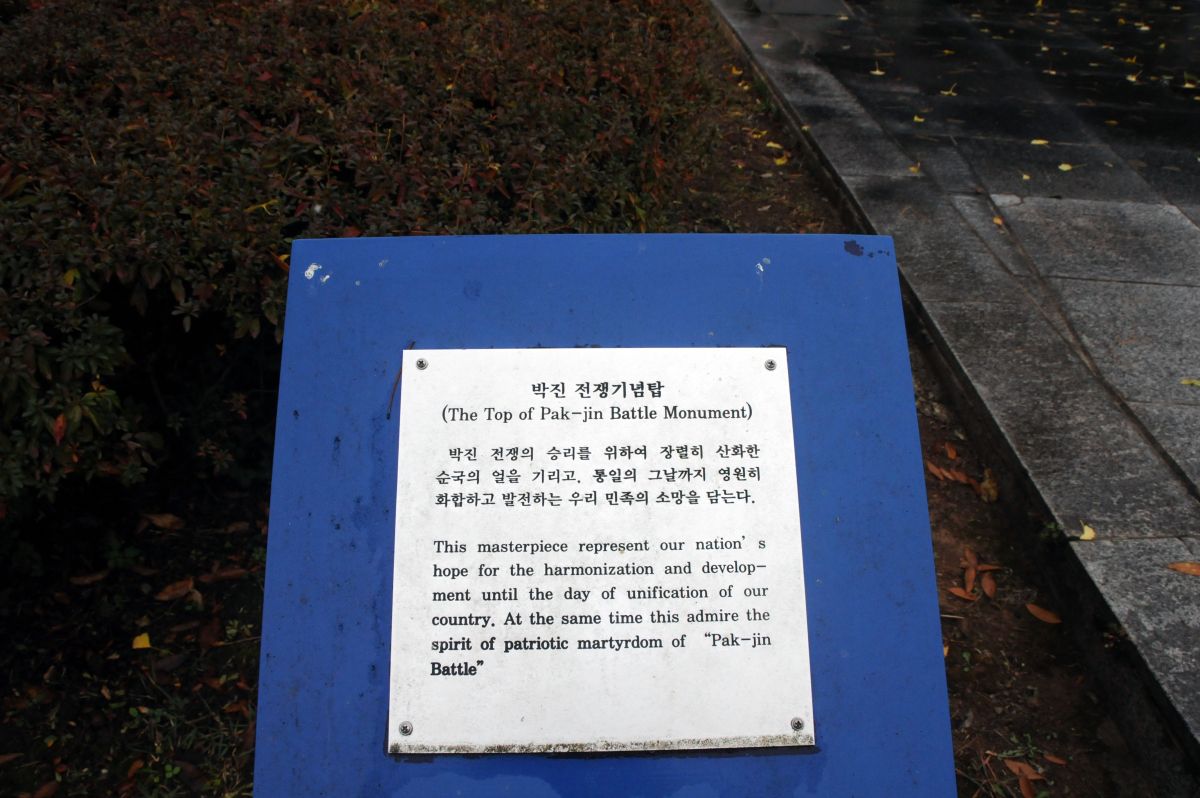 박진 전쟁기념탑
(The Top of Pak-jin Battle Monument)
박진 전쟁의 승리를 위하여 장렬히 산화한
순국의 얼을 기리고, 통일의 그날까지 영원히
화합하고 발전하는 우리 민족의 소망을 담는다.
This masterpiece represent our nation's
hope for the harmonization and develop-
ment until the day of unification of our
country. At the same time this admire the
spirit of patriotic martyrdom of “Pak-jin
Battle”